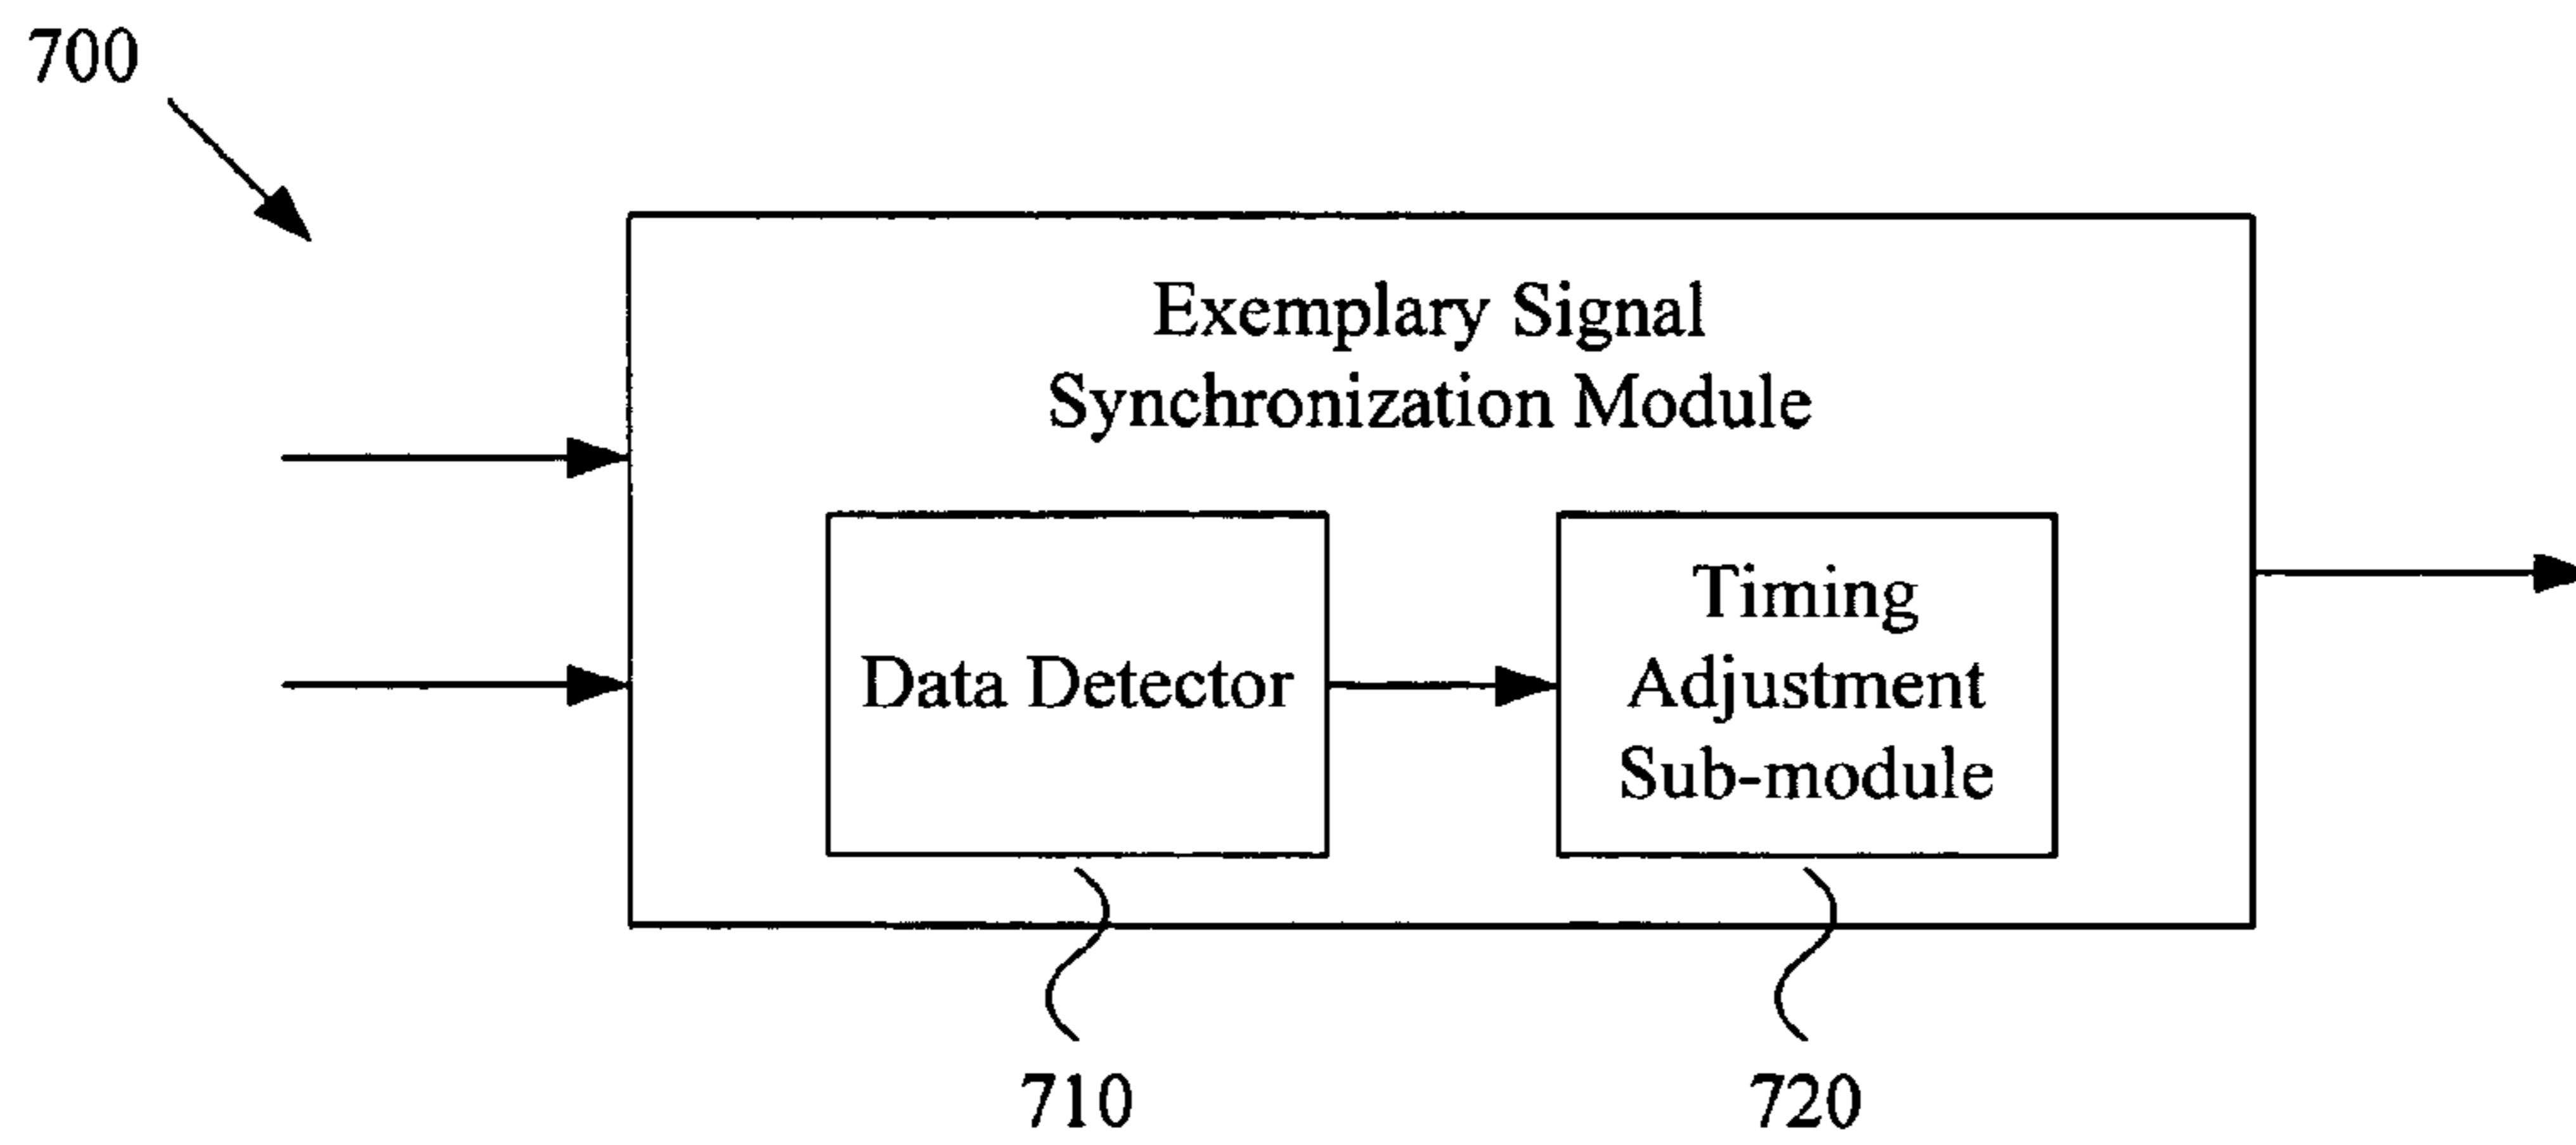 700
Exemplary Signal
Synchronization Module
Data Detector
Timing
Adjustment
Sub-module
710
720